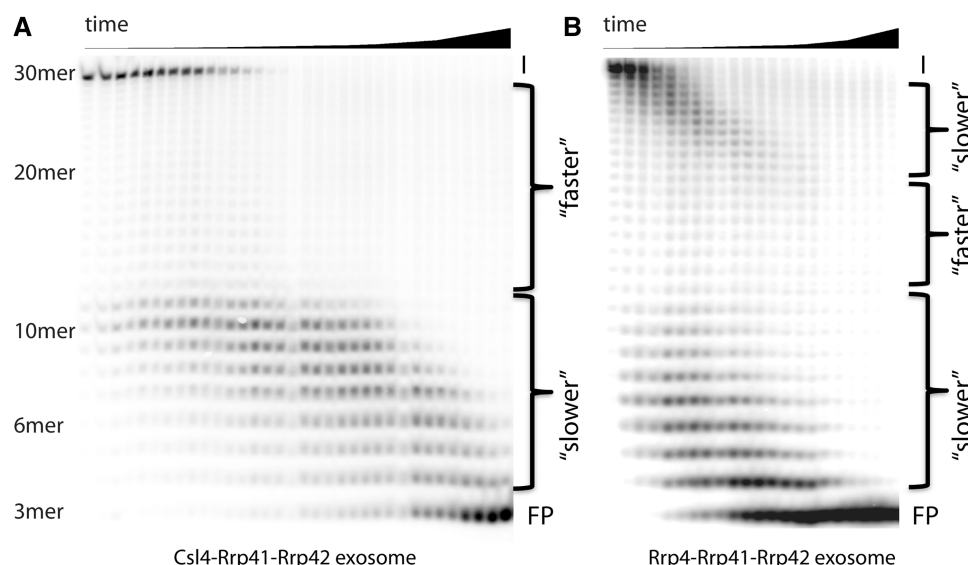 A
time
30mer
20mer
10mer
6mer
3mer
I
"faster"
"slower"
FP
Csl4-Rrp41-Rrp42 exosome
B
time
I
"slower"
"faster"
"slower"
FP
Rrp4-Rrp41-Rrp42 exosome